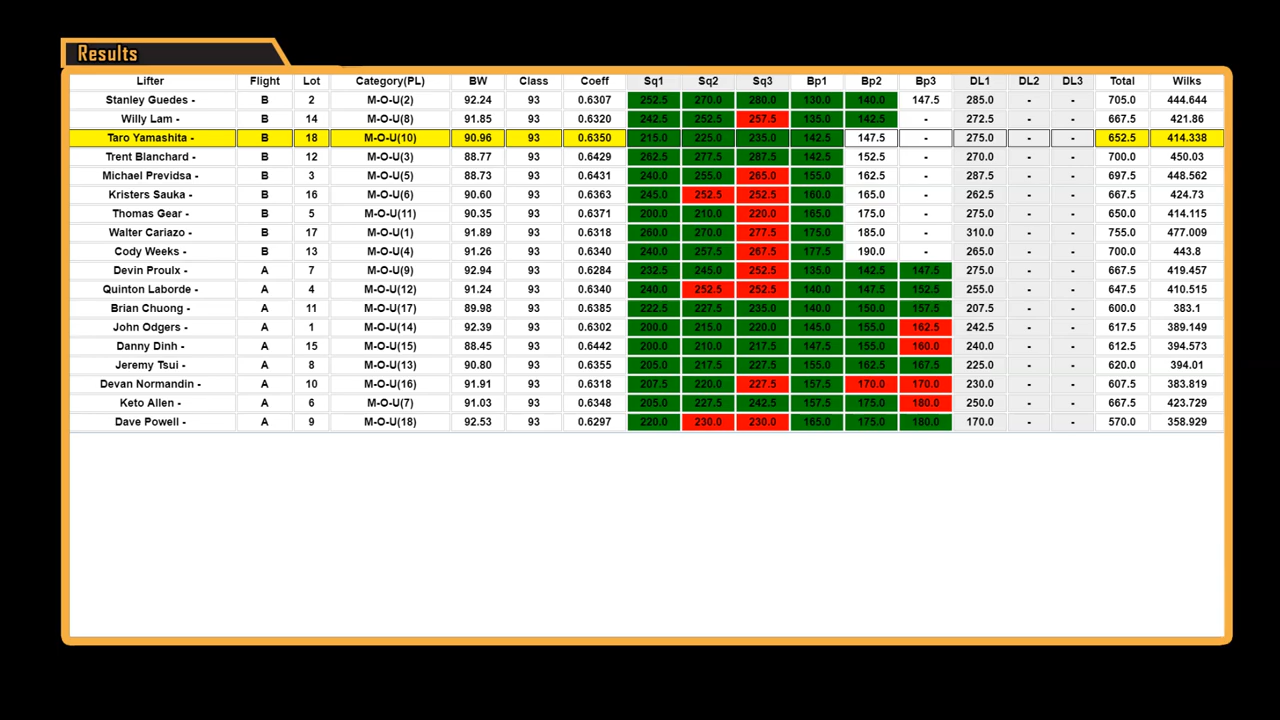 Results
Lifter Flight Lot Category(PL) BW Class Coeff Sq1 Sq2 Sq3 Bp1 Bp2 Bp3 DL1 DL2 DL3 Total Wilks
Stanley Guedes - B 2 M-O-U(2) 92.24 93 0.6307 252.5 270.0 280.0 130.0 140.0 147.5 285.0 - - 705.0 444.644
Willy Lam - B 14 M-O-U(8) 91.85 93 0.6320 242.5 252.5 257.5 135.0 142.5 - 272.5 - - 667.5 421.86
Taro Yamashita - B 18 M-O-U(10) 90.96 93 0.6350 215.0 225.0 235.0 142.5 147.5 - 275.0 - - 652.5 414.338
Trent Blanchard - B 12 M-O-U(3) 88.77 93 0.6429 262.5 277.5 287.5 142.5 152.5 - 270.0 - - 700.0 450.03
Michael Previdsa - B 3 M-O-U(5) 88.73 93 0.6431 240.0 255.0 265.0 155.0 162.5 - 287.5 - - 697.5 448.562
Kristers Sauka - B 16 M-O-U(6) 90.60 93 0.6363 245.0 252.5 252.5 160.0 165.0 - 262.5 - - 667.5 424.73
Thomas Gear - B 5 M-O-U(11) 90.35 93 0.6371 200.0 210.0 220.0 165.0 175.0 - 275.0 - - 650.0 414.115
Walter Cariazo - B 17 M-O-U(1) 91.89 93 0.6318 260.0 270.0 277.5 175.0 185.0 - 310.0 - - 755.0 477.009
Cody Weeks - B 13 M-O-U(4) 91.26 93 0.6340 240.0 257.5 267.5 177.5 190.0 - 265.0 - - 700.0 443.8
Devin Proulx - A 7 M-O-U(9) 92.94 93 0.6284 232.5 245.0 252.5 135.0 142.5 147.5 275.0 - - 667.5 419.457
Quinton Laborde - A 4 M-O-U(12) 91.24 93 0.6340 240.0 252.5 252.5 140.0 147.5 152.5 255.0 - - 647.5 410.515
Brian Chuong - A 11 M-O-U(17) 89.98 93 0.6385 222.5 227.5 235.0 140.0 150.0 157.5 207.5 - - 600.0 383.1
John Odgers - A 1 M-O-U(14) 92.39 93 0.6302 200.0 215.0 220.0 145.0 155.0 162.5 242.5 - - 617.5 389.149
Danny Dinh - A 15 M-O-U(15) 88.45 93 0.6442 200.0 210.0 217.5 147.5 155.0 160.0 240.0 - - 612.5 394.573
Jeremy Tsui - A 8 M-O-U(13) 90.80 93 0.6355 205.0 217.5 227.5 155.0 162.5 167.5 225.0 - - 620.0 394.01
Devan Normandin - A 10 M-O-U(16) 91.91 93 0.6318 207.5 220.0 227.5 157.5 170.0 170.0 230.0 - - 607.5 383.819
Keto Allen - A 6 M-O-U(7) 91.03 93 0.6348 205.0 227.5 242.5 157.5 175.0 180.0 250.0 - - 667.5 423.729
Dave Powell - A 9 M-O-U(18) 92.53 93 0.6297 220.0 230.0 230.0 165.0 175.0 180.0 170.0 - - 570.0 358.929